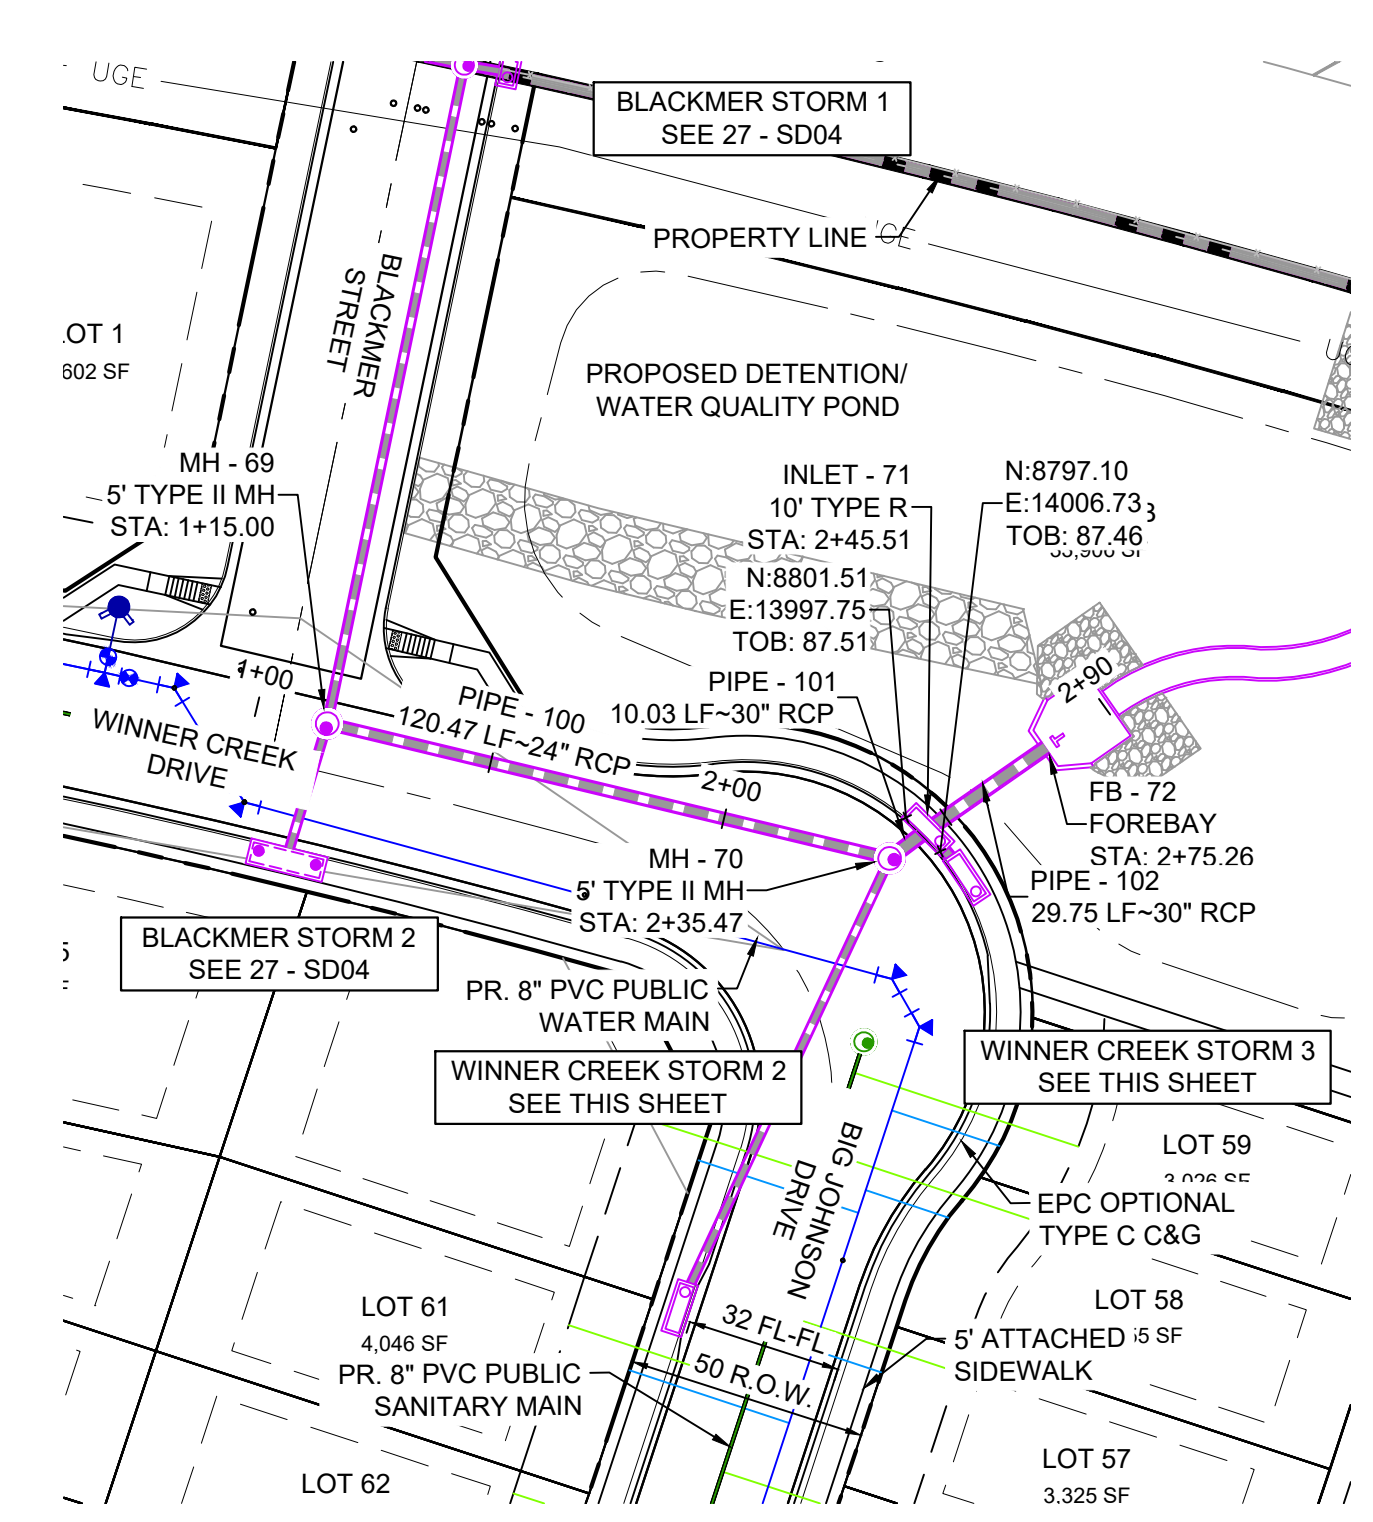 UGE
BLACKMER STORM 1
SEE 27 - SD04
PROPERTY LINE
BLACKMER
STREET
LOT 1
602 SF
PROPOSED DETENTION/
WATER QUALITY POND
MH - 69
5' TYPE II MH
STA: 1+15.00
INLET - 71
10' TYPE R
STA: 2+45.51
N:8797.10
E:14006.73
TOB: 87.46
N:8801.51
E:13997.75
TOB: 87.51
PIPE - 101
10.03 LF~30" RCP
2+90
1+00
PIPE - 100
120.47 LF~24" RCP
WINNER CREEK
DRIVE
2+00
FB - 72
FOREBAY
STA: 2+75.26
MH - 70
5' TYPE II MH
STA: 2+35.47
PIPE - 102
29.75 LF~30" RCP
BLACKMER STORM 2
SEE 27 - SD04
PR. 8" PVC PUBLIC
WATER MAIN
WINNER CREEK STORM 2
SEE THIS SHEET
WINNER CREEK STORM 3
SEE THIS SHEET
BIG JOHNSON
DRIVE
LOT 59
3,026 SF
EPC OPTIONAL
TYPE C C&G
LOT 61
4,046 SF
LOT 58
5 SF
32 FL-FL
5' ATTACHED
SIDEWALK
50 R.O.W.
PR. 8" PVC PUBLIC
SANITARY MAIN
LOT 62
LOT 57
3,325 SF